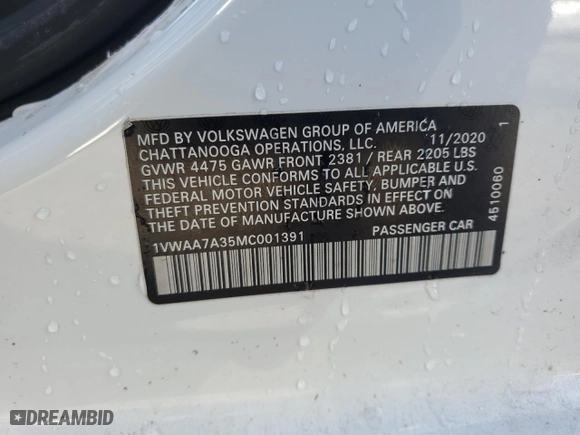 MFD BY VOLKSWAGEN GROUP OF AMERICA
CHATTANOOGA OPERATIONS, LLC. 11/2020
GVWR 4475 GAWR FRONT 2381 / REAR 2205 LBS
THIS VEHICLE CONFORMS TO ALL APPLICABLE U.S.
FEDERAL MOTOR VEHICLE SAFETY, BUMPER AND
THEFT PREVENTION STANDARDS IN EFFECT ON
THE DATE OF MANUFACTURE SHOWN ABOVE.
1VWAA7A35MC001391 PASSENGER CAR
4510060 1
DREAMBID